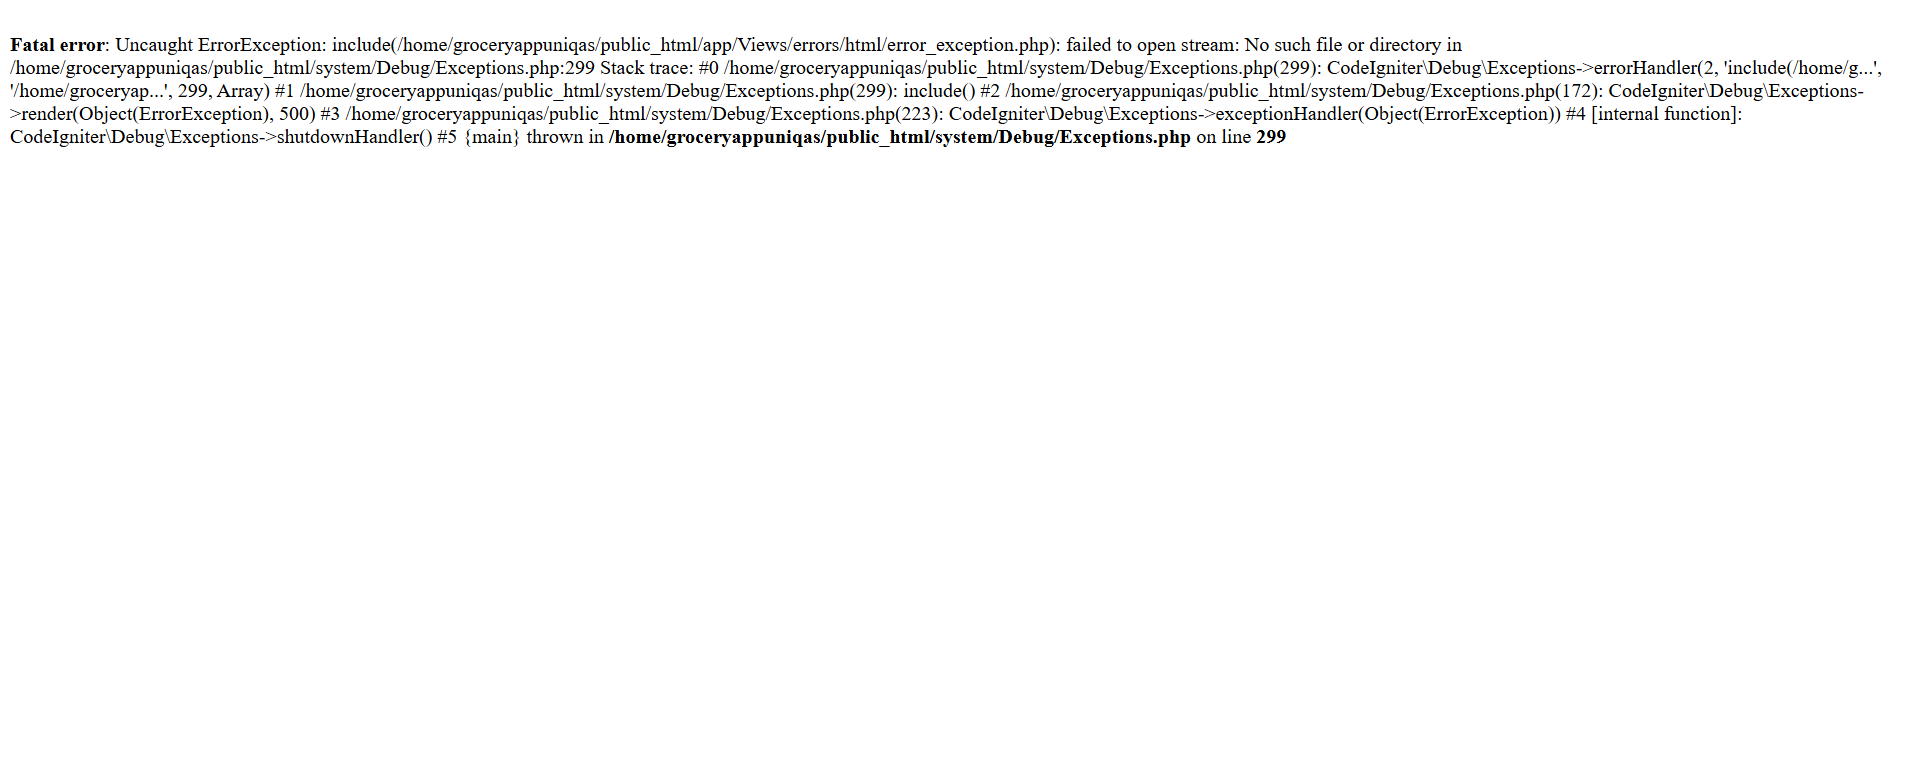 Fatal error: Uncaught ErrorException: include(/home/groceryappuniqas/public_html/app/Views/errors/html/error_exception.php): failed to open stream: No such file or directory in
/home/groceryappuniqas/public_html/system/Debug/Exceptions.php:299 Stack trace: #0 /home/groceryappuniqas/public_html/system/Debug/Exceptions.php(299): CodeIgniter\Debug\Exceptions->errorHandler(2, 'include(/home/g...',
'/home/groceryap...', 299, Array) #1 /home/groceryappuniqas/public_html/system/Debug/Exceptions.php(299): include() #2 /home/groceryappuniqas/public_html/system/Debug/Exceptions.php(172): CodeIgniter\Debug\Exceptions-
>render(Object(ErrorException), 500) #3 /home/groceryappuniqas/public_html/system/Debug/Exceptions.php(223): CodeIgniter\Debug\Exceptions->exceptionHandler(Object(ErrorException)) #4 [internal function]:
CodeIgniter\Debug\Exceptions->shutdownHandler() #5 {main} thrown in /home/groceryappuniqas/public_html/system/Debug/Exceptions.php on line 299